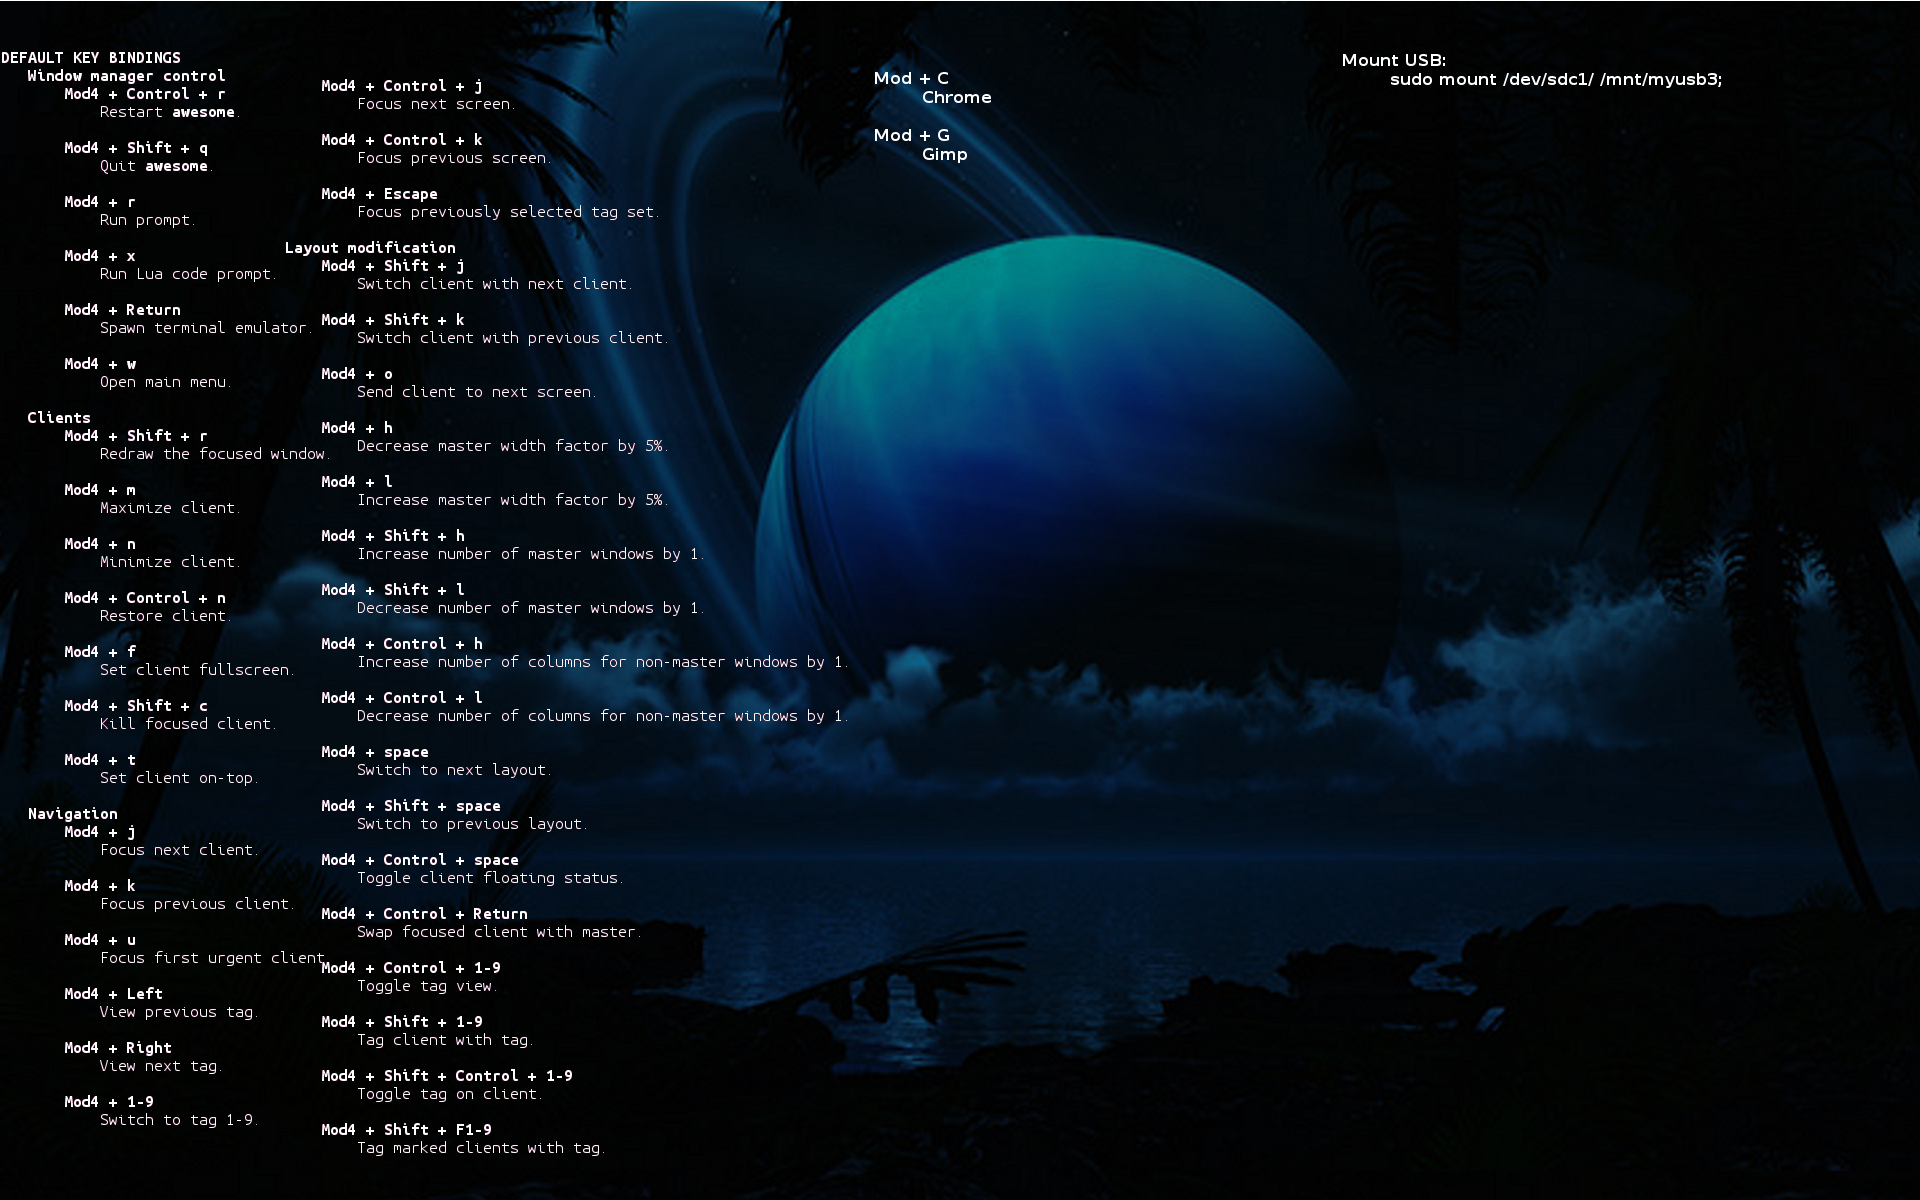 DEFAULT KEY BINDINGS
Window manager control
Mod4 + Control + r
Restart awesome.
Mod4 + Shift + q
Quit awesome.
Mod4 + r
Run prompt.
Mod4 + x
Run Lua code prompt.
Mod4 + Return
Spawn terminal emulator.
Mod4 + w
Open main menu.
Clients
Mod4 + Shift + r
Redraw the focused window.
Mod4 + m
Maximize client.
Mod4 + n
Minimize client.
Mod4 + Control + n
Restore client.
Mod4 + f
Set client fullscreen.
Mod4 + Shift + c
Kill focused client.
Mod4 + t
Set client on-top.
Navigation
Mod4 + j
Focus next client.
Mod4 + k
Focus previous client.
Mod4 + u
Focus first urgent client.
Mod4 + Left
View previous tag.
Mod4 + Right
View next tag.
Mod4 + 1-9
Switch to tag 1-9.
Mod4 + Control + j
Focus next screen.
Mod4 + Control + k
Focus previous screen.
Mod4 + Escape
Focus previously selected tag set.
Layout modification
Mod4 + Shift + j
Switch client with next client.
Mod4 + Shift + k
Switch client with previous client.
Mod4 + o
Send client to next screen.
Mod4 + h
Decrease master width factor by 5%.
Mod4 + l
Increase master width factor by 5%.
Mod4 + Shift + h
Increase number of master windows by 1.
Mod4 + Shift + l
Decrease number of master windows by 1.
Mod4 + Control + h
Increase number of columns for non-master windows by 1.
Mod4 + Control + l
Decrease number of columns for non-master windows by 1.
Mod4 + space
Switch to next layout.
Mod4 + Shift + space
Switch to previous layout.
Mod4 + Control + space
Toggle client floating status.
Mod4 + Control + Return
Swap focused client with master.
Mod4 + Control + 1-9
Toggle tag view.
Mod4 + Shift + 1-9
Tag client with tag.
Mod4 + Shift + Control + 1-9
Toggle tag on client.
Mod4 + Shift + F1-9
Tag marked clients with tag.
Mod + C
Chrome
Mod + G
Gimp
Mount USB:
sudo mount /dev/sdc1/ /mnt/myusb3;